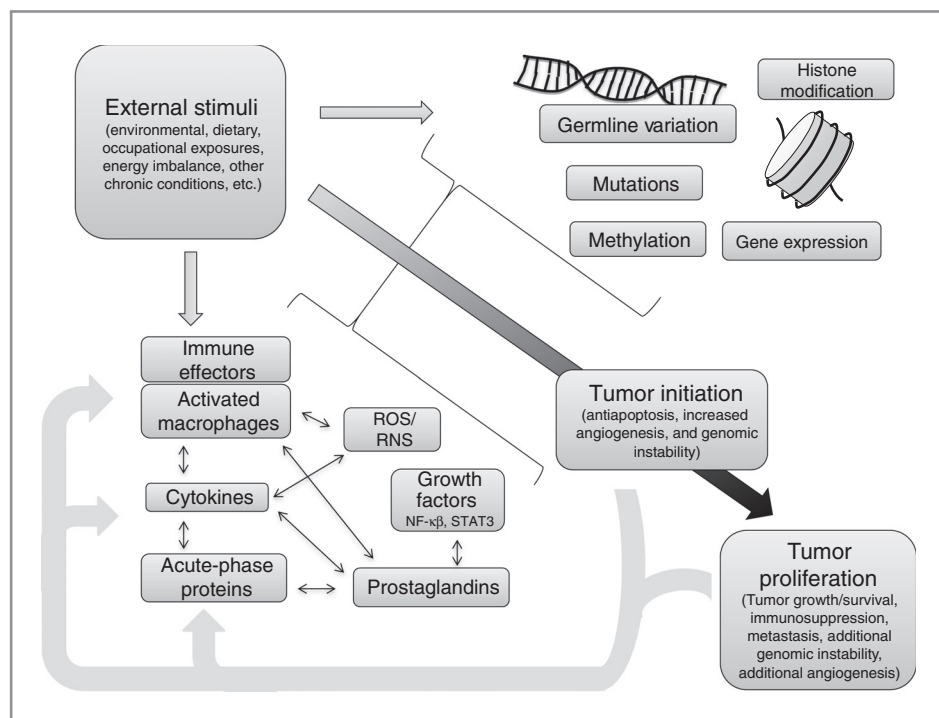 External stimuli
(environmental, dietary,
occupational exposures,
energy imbalance, other
chronic conditions, etc.)
Germline variation
Histone
modification
Mutations
Methylation
Gene expression
Immune
effectors
Activated
macrophages
ROS/
RNS
Cytokines
Growth
factors
NF-κβ, STAT3
Acute-phase
proteins
Prostaglandins
Tumor initiation
(antiapoptosis, increased
angiogenesis, and genomic
instability)
Tumor
proliferation
(Tumor growth/survival,
immunosuppression,
metastasis, additional
genomic instability,
additional angiogenesis)